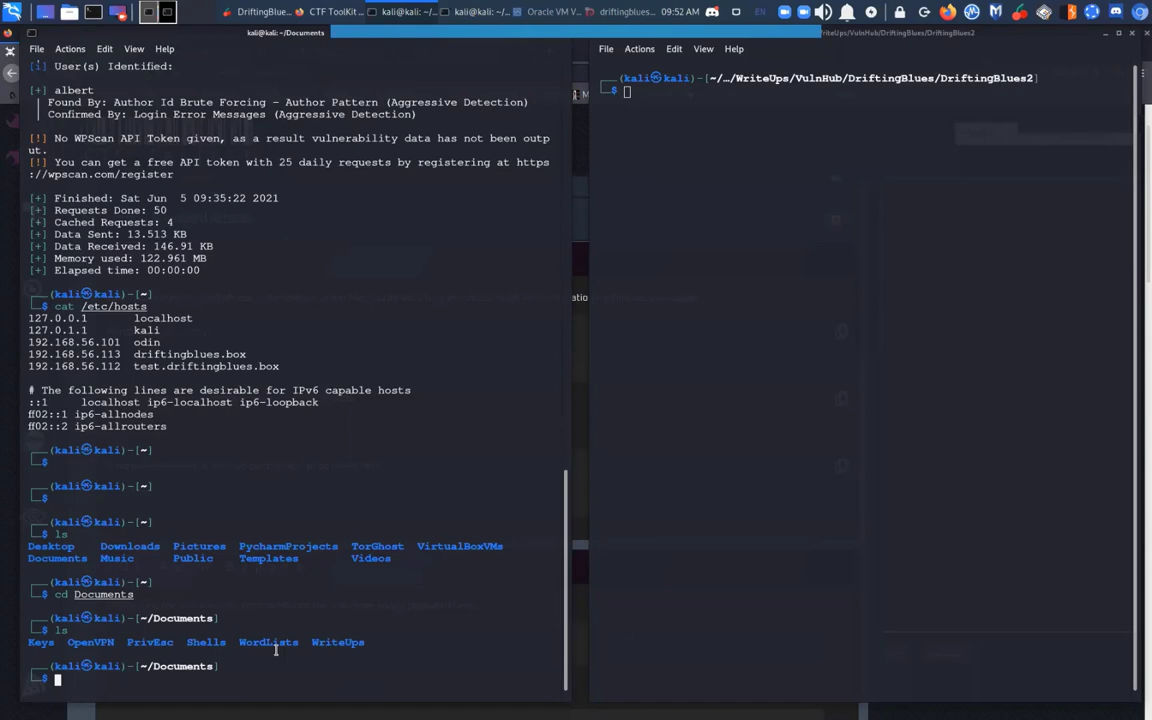 DriftingBlue...
CTF ToolKit ...
kali@kali: ~/...
kali@kali: ~/...
Oracle VM V...
driftingblues...
EN
09:52 AM
kali@kali: ~/Documents
File Actions Edit View Help
[i] User(s) Identified:
[+] albert
| Found By: Author Id Brute Forcing - Author Pattern (Aggressive Detection)
| Confirmed By: Login Error Messages (Aggressive Detection)
[!] No WPScan API Token given, as a result vulnerability data has not been outp
ut.
[!] You can get a free API token with 25 daily requests by registering at https
://wpscan.com/register
[+] Finished: Sat Jun  5 09:35:22 2021
[+] Requests Done: 50
[+] Cached Requests: 4
[+] Data Sent: 13.513 KB
[+] Data Received: 146.91 KB
[+] Memory used: 122.961 MB
[+] Elapsed time: 00:00:00
(kali㉿kali)-[~]
$ cat /etc/hosts
127.0.0.1 localhost
127.0.1.1 kali
192.168.56.101 odin
192.168.56.113 driftingblues.box
192.168.56.112 test.driftingblues.box
# The following lines are desirable for IPv6 capable hosts
::1 localhost ip6-localhost ip6-loopback
ff02::1 ip6-allnodes
ff02::2 ip6-allrouters
(kali㉿kali)-[~]
$
(kali㉿kali)-[~]
$
(kali㉿kali)-[~]
$ ls
Desktop Downloads Pictures PycharmProjects TorGhost VirtualBoxVMs
Documents Music Public Templates Videos
(kali㉿kali)-[~]
$ cd Documents
(kali㉿kali)-[~/Documents]
$ ls
Keys OpenVPN PrivEsc Shells WordLists WriteUps
(kali㉿kali)-[~/Documents]
$
riteUps/VulnHub/DriftingBlues/DriftingBlues2
File Actions Edit View Help
(kali㉿kali)-[~/.../WriteUps/VulnHub/DriftingBlues/DriftingBlues2]
$